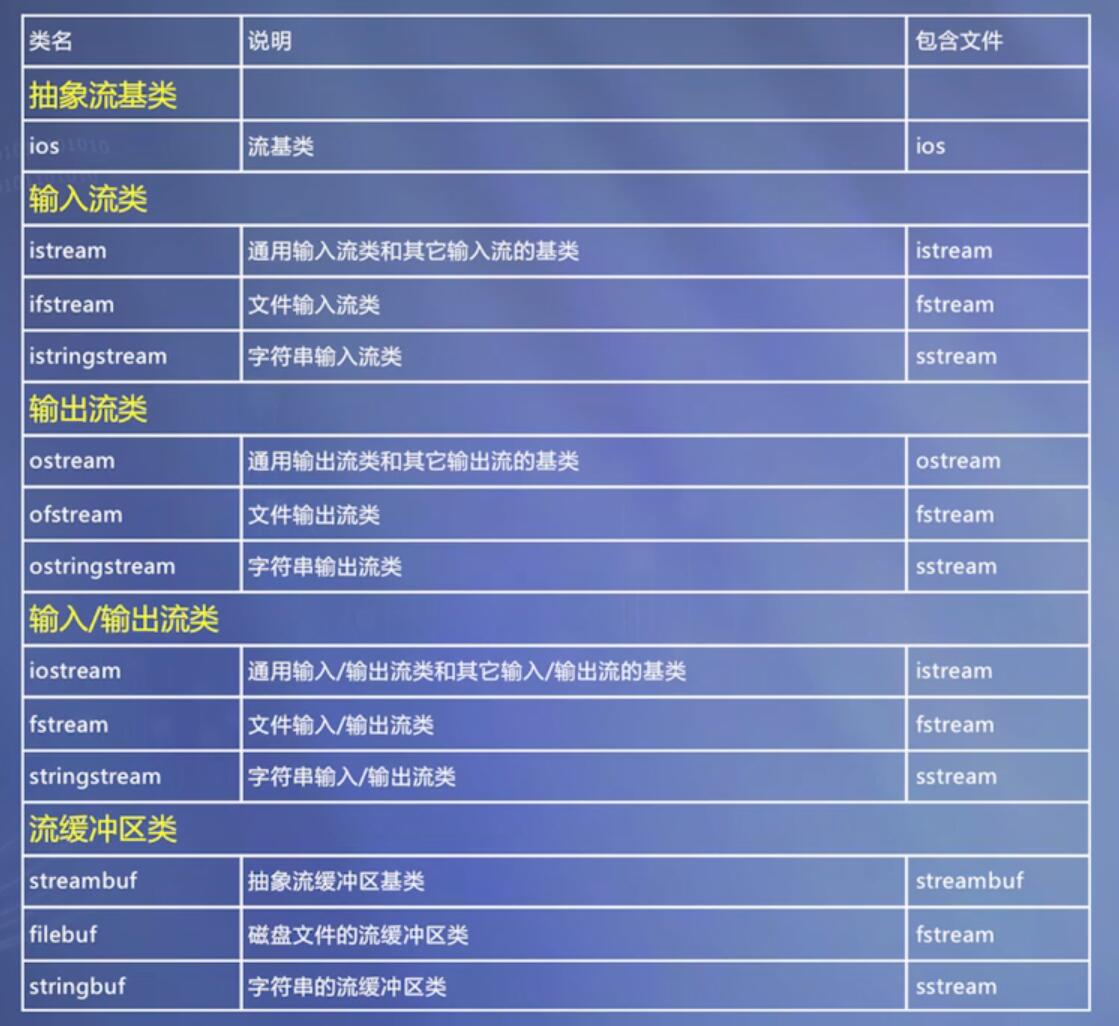 类名 说明 包含文件
抽象流基类
ios 流基类 ios
输入流类
istream 通用输入流类和其它输入流的基类 istream
ifstream 文件输入流类 fstream
istringstream 字符串输入流类 sstream
输出流类
ostream 通用输出流类和其它输出流的基类 ostream
ofstream 文件输出流类 fstream
ostringstream 字符串输出流类 sstream
输入/输出流类
iostream 通用输入/输出流类和其它输入/输出流的基类 istream
fstream 文件输入/输出流类 fstream
stringstream 字符串输入/输出流类 sstream
流缓冲区类
streambuf 抽象流缓冲区基类 streambuf
filebuf 磁盘文件的流缓冲区类 fstream
stringbuf 字符串的流缓冲区类 sstream